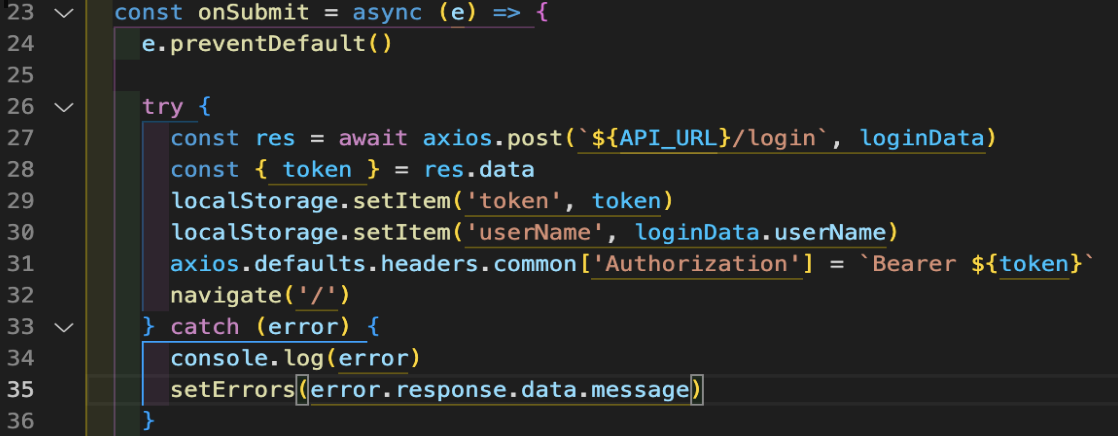 23 const onSubmit = async (e) => {
24 e.preventDefault()
25
26 try {
27 const res = await axios.post(`${API_URL}/login`, loginData)
28 const { token } = res.data
29 localStorage.setItem('token', token)
30 localStorage.setItem('userName', loginData.userName)
31 axios.defaults.headers.common['Authorization'] = `Bearer ${token}`
32 navigate('/')
33 } catch (error) {
34 console.log(error)
35 setErrors(error.response.data.message)
36 }